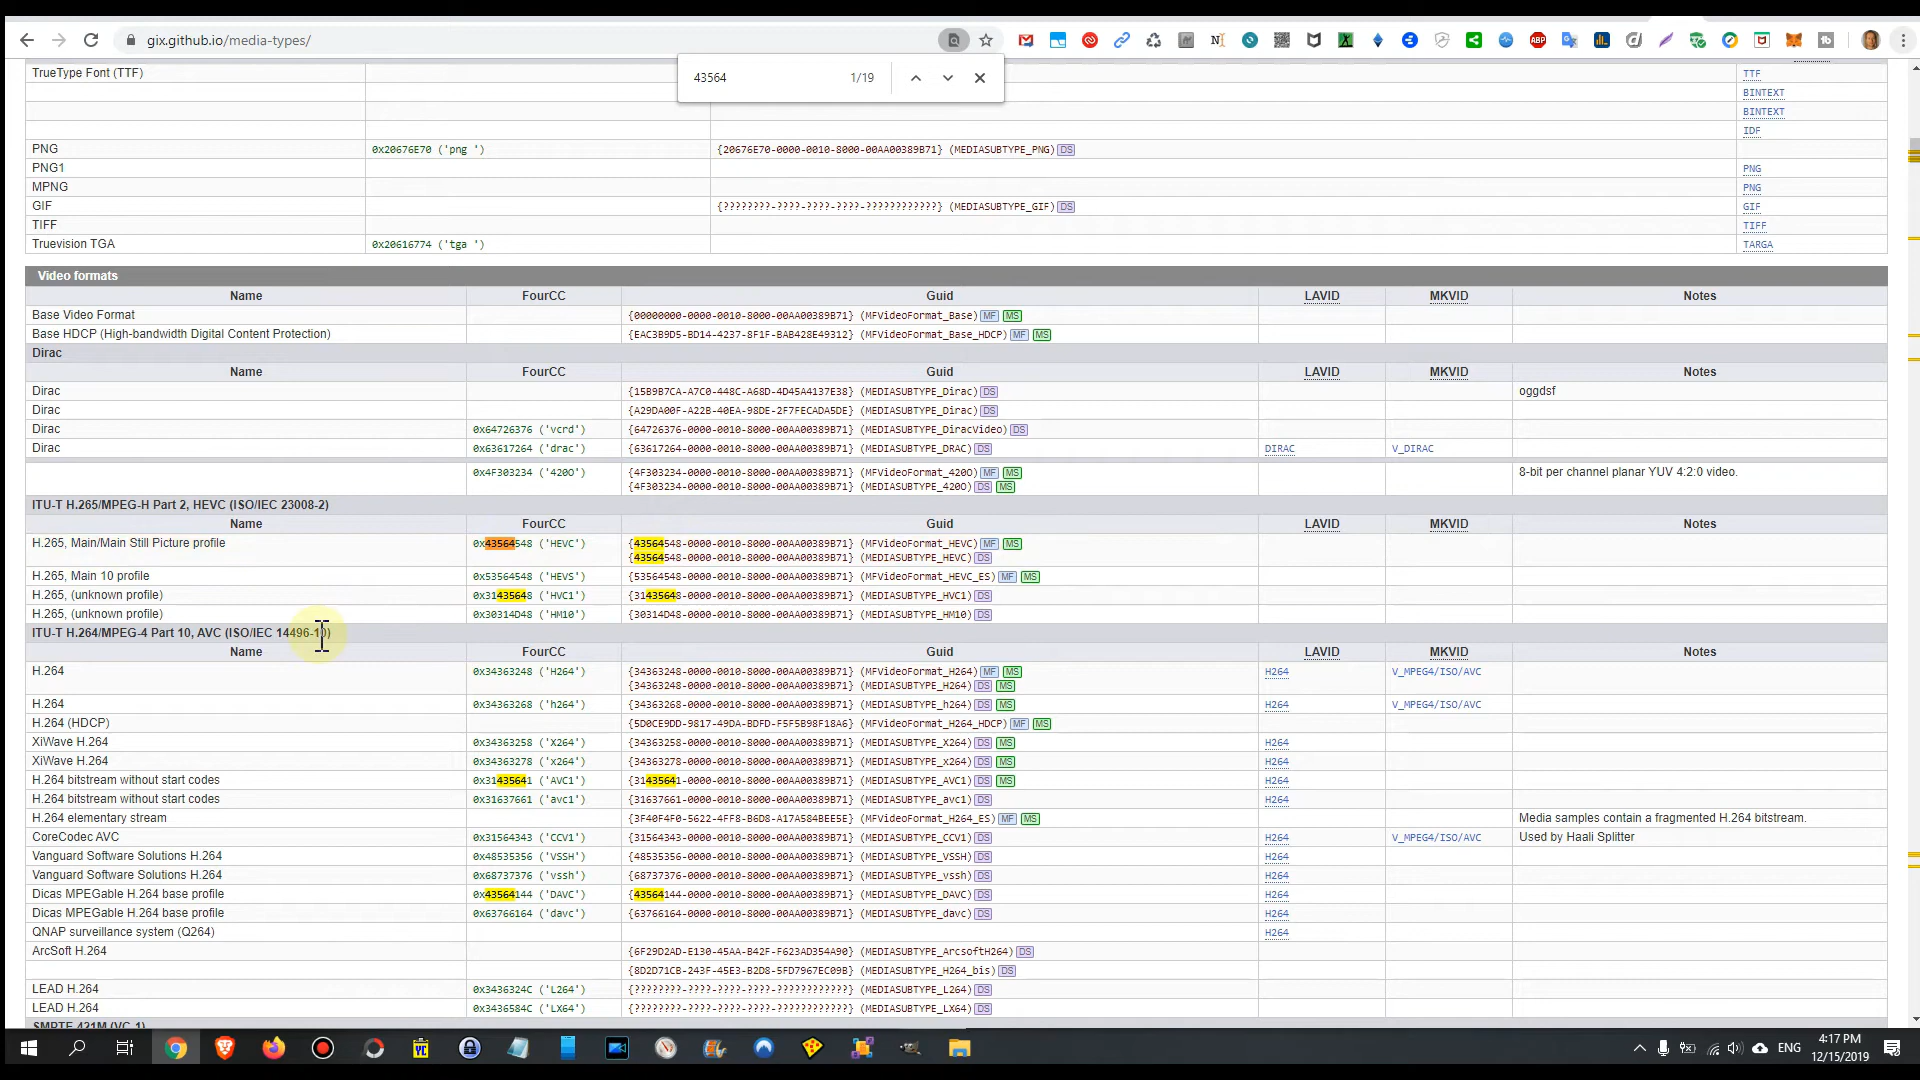 gix.github.io/media-types/
43564 1/19
TrueType Font (TTF) TTF
BINTEXT
BINTEXT
IDF
PNG 0x20676E70 ('png ') {20676E70-0000-0010-8000-00AA00389B71} (MEDIASUBTYPE_PNG) DS
PNG1 PNG
MPNG PNG
GIF {????????-????-????-????-????????????} (MEDIASUBTYPE_GIF) DS GIF
TIFF TIFF
Truevision TGA 0x20616774 ('tga ') TARGA
Video formats
Name FourCC Guid LAVID MKVID Notes
Base Video Format {00000000-0000-0010-8000-00AA00389B71} (MFVideoFormat_Base) MF MS
Base HDCP (High-bandwidth Digital Content Protection) {EAC3B9D5-BD14-4237-8F1F-BAB428E49312} (MFVideoFormat_Base_HDCP) MF MS
Dirac
Name FourCC Guid LAVID MKVID Notes
Dirac {15B9B7CA-A7C0-448C-A68D-4D45A4137E38} (MEDIASUBTYPE_Dirac) DS oggdsf
Dirac {A29DA00F-A22B-40EA-98DE-2F7FECADA5DE} (MEDIASUBTYPE_Dirac) DS
Dirac 0x64726376 ('vcrd') {64726376-0000-0010-8000-00AA00389B71} (MEDIASUBTYPE_DiracVideo) DS
Dirac 0x63617264 ('drac') {63617264-0000-0010-8000-00AA00389B71} (MEDIASUBTYPE_DRAC) DS DIRAC V_DIRAC
0x4F303234 ('420O') {4F303234-0000-0010-8000-00AA00389B71} (MFVideoFormat_420O) MF MS 8-bit per channel planar YUV 4:2:0 video.
{4F303234-0000-0010-8000-00AA00389B71} (MEDIASUBTYPE_420O) DS MS
ITU-T H.265/MPEG-H Part 2, HEVC (ISO/IEC 23008-2)
Name FourCC Guid LAVID MKVID Notes
H.265, Main/Main Still Picture profile 0x43564548 ('HEVC') {43564548-0000-0010-8000-00AA00389B71} (MFVideoFormat_HEVC) MF MS
{43564548-0000-0010-8000-00AA00389B71} (MEDIASUBTYPE_HEVC) DS
H.265, Main 10 profile 0x53564548 ('HEVS') {53564548-0000-0010-8000-00AA00389B71} (MFVideoFormat_HEVC_ES) MF MS
H.265, (unknown profile) 0x31435648 ('HVC1') {31435648-0000-0010-8000-00AA00389B71} (MEDIASUBTYPE_HVC1) DS
H.265, (unknown profile) 0x30314D48 ('HM10') {30314D48-0000-0010-8000-00AA00389B71} (MEDIASUBTYPE_HM10) DS
ITU-T H.264/MPEG-4 Part 10, AVC (ISO/IEC 14496-10)
Name FourCC Guid LAVID MKVID Notes
H.264 0x34363248 ('H264') {34363248-0000-0010-8000-00AA00389B71} (MFVideoFormat_H264) MF MS H264 V_MPEG4/ISO/AVC
{34363248-0000-0010-8000-00AA00389B71} (MEDIASUBTYPE_H264) DS MS
H.264 0x34363268 ('h264') {34363268-0000-0010-8000-00AA00389B71} (MEDIASUBTYPE_h264) DS MS H264 V_MPEG4/ISO/AVC
H.264 (HDCP) {5D0CE9DD-9817-49DA-BDFD-F5F5B98F18A6} (MFVideoFormat_H264_HDCP) MF MS
XiWave H.264 0x34363258 ('X264') {34363258-0000-0010-8000-00AA00389B71} (MEDIASUBTYPE_X264) DS MS H264
XiWave H.264 0x34363278 ('x264') {34363278-0000-0010-8000-00AA00389B71} (MEDIASUBTYPE_x264) DS MS H264
H.264 bitstream without start codes 0x31435641 ('AVC1') {31435641-0000-0010-8000-00AA00389B71} (MEDIASUBTYPE_AVC1) DS MS H264
H.264 bitstream without start codes 0x31637661 ('avc1') {31637661-0000-0010-8000-00AA00389B71} (MEDIASUBTYPE_avc1) DS H264
H.264 elementary stream {3F40F4F0-5622-4FF8-B6D8-A17A584BEE5E} (MFVideoFormat_H264_ES) MF MS Media samples contain a fragmented H.264 bitstream.
CoreCodec AVC 0x31564343 ('CCV1') {31564343-0000-0010-8000-00AA00389B71} (MEDIASUBTYPE_CCV1) DS H264 V_MPEG4/ISO/AVC Used by Haali Splitter
Vanguard Software Solutions H.264 0x48535356 ('VSSH') {48535356-0000-0010-8000-00AA00389B71} (MEDIASUBTYPE_VSSH) DS H264
Vanguard Software Solutions H.264 0x68737376 ('vssh') {68737376-0000-0010-8000-00AA00389B71} (MEDIASUBTYPE_vssh) DS H264
Dicas MPEGable H.264 base profile 0x43564144 ('DAVC') {43564144-0000-0010-8000-00AA00389B71} (MEDIASUBTYPE_DAVC) DS H264
Dicas MPEGable H.264 base profile 0x63766164 ('davc') {63766164-0000-0010-8000-00AA00389B71} (MEDIASUBTYPE_davc) DS H264
QNAP surveillance system (Q264) H264
ArcSoft H.264 {6F29D2AD-E130-45AA-B42F-F623AD354A90} (MEDIASUBTYPE_ArcsoftH264) DS
{8D2D71CB-243F-45E3-B2D8-5FD7967EC09B} (MEDIASUBTYPE_H264_bis) DS
LEAD H.264 0x3436324C ('L264') {????????-????-????-????-????????????} (MEDIASUBTYPE_L264) DS
LEAD H.264 0x3436584C ('LX64') {????????-????-????-????-????????????} (MEDIASUBTYPE_LX64) DS
SMPTE 421M (VC-1)
ENG 4:17 PM
12/15/2019